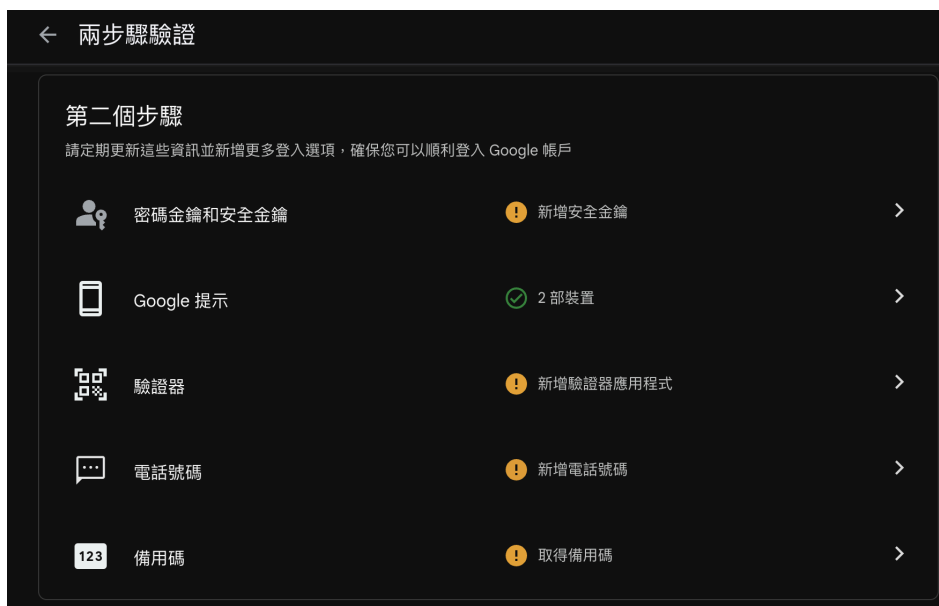 兩步驟驗證
第二個步驟
請定期更新這些資訊並新增更多登入選項，確保您可以順利登入 Google 帳戶
密碼金鑰和安全金鑰
新增安全金鑰
Google 提示
2 部裝置
驗證器
新增驗證器應用程式
電話號碼
新增電話號碼
123
備用碼
取得備用碼